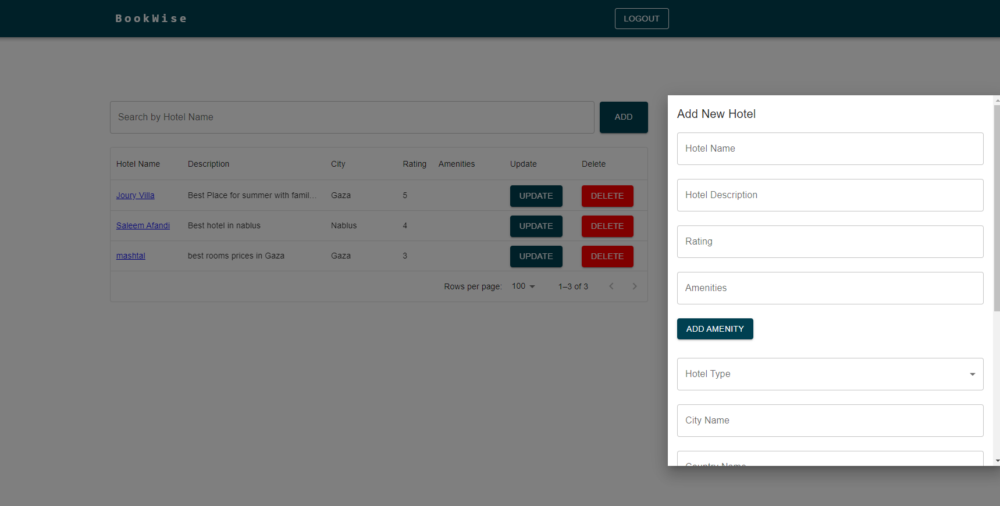 BookWise
LOGOUT
Search by Hotel Name
ADD
Hotel Name Description City Rating Amenities Update Delete
Joury Villa Best Place for summer with famil... Gaza 5 UPDATE DELETE
Saleem Afandi Best hotel in nablus Nablus 4 UPDATE DELETE
mashtal best rooms prices in Gaza Gaza 3 UPDATE DELETE
Rows per page: 100 1–3 of 3
Add New Hotel
Hotel Name
Hotel Description
Rating
Amenities
ADD AMENITY
Hotel Type
City Name
Country Name